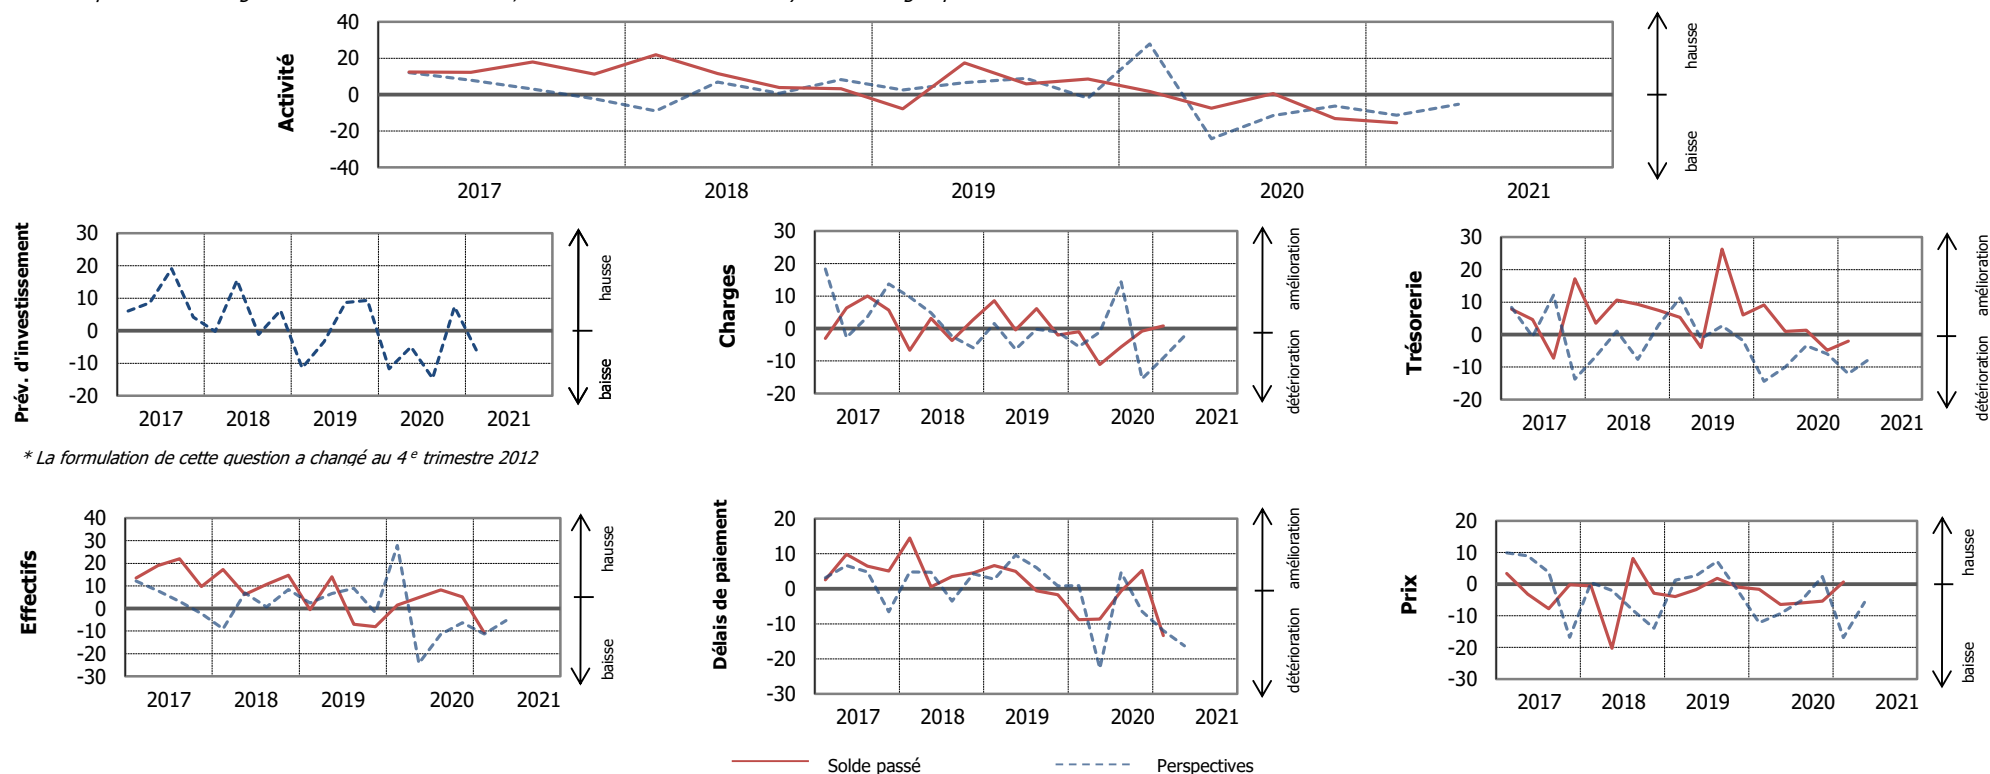 40
20
0
-20
-40
Activité
hausse
baisse
2017 2018 2019 2020 2021
Prév. d'investissement
30
20
10
0
-10
-20
hausse
baisse
2017 2018 2019 2020 2021
* La formulation de cette question a changé au 4e trimestre 2012
Charges
30
20
10
0
-10
-20
amélioration
détérioration
2017 2018 2019 2020 2021
Trésorerie
30
20
10
0
-10
-20
amélioration
détérioration
2017 2018 2019 2020 2021
Effectifs
40
30
20
10
0
-10
-20
-30
hausse
baisse
2017 2018 2019 2020 2021
Délais de paiement
20
10
0
-10
-20
-30
amélioration
détérioration
2017 2018 2019 2020 2021
Prix
20
10
0
-10
-20
-30
hausse
baisse
2017 2018 2019 2020 2021
Solde passé Perspectives